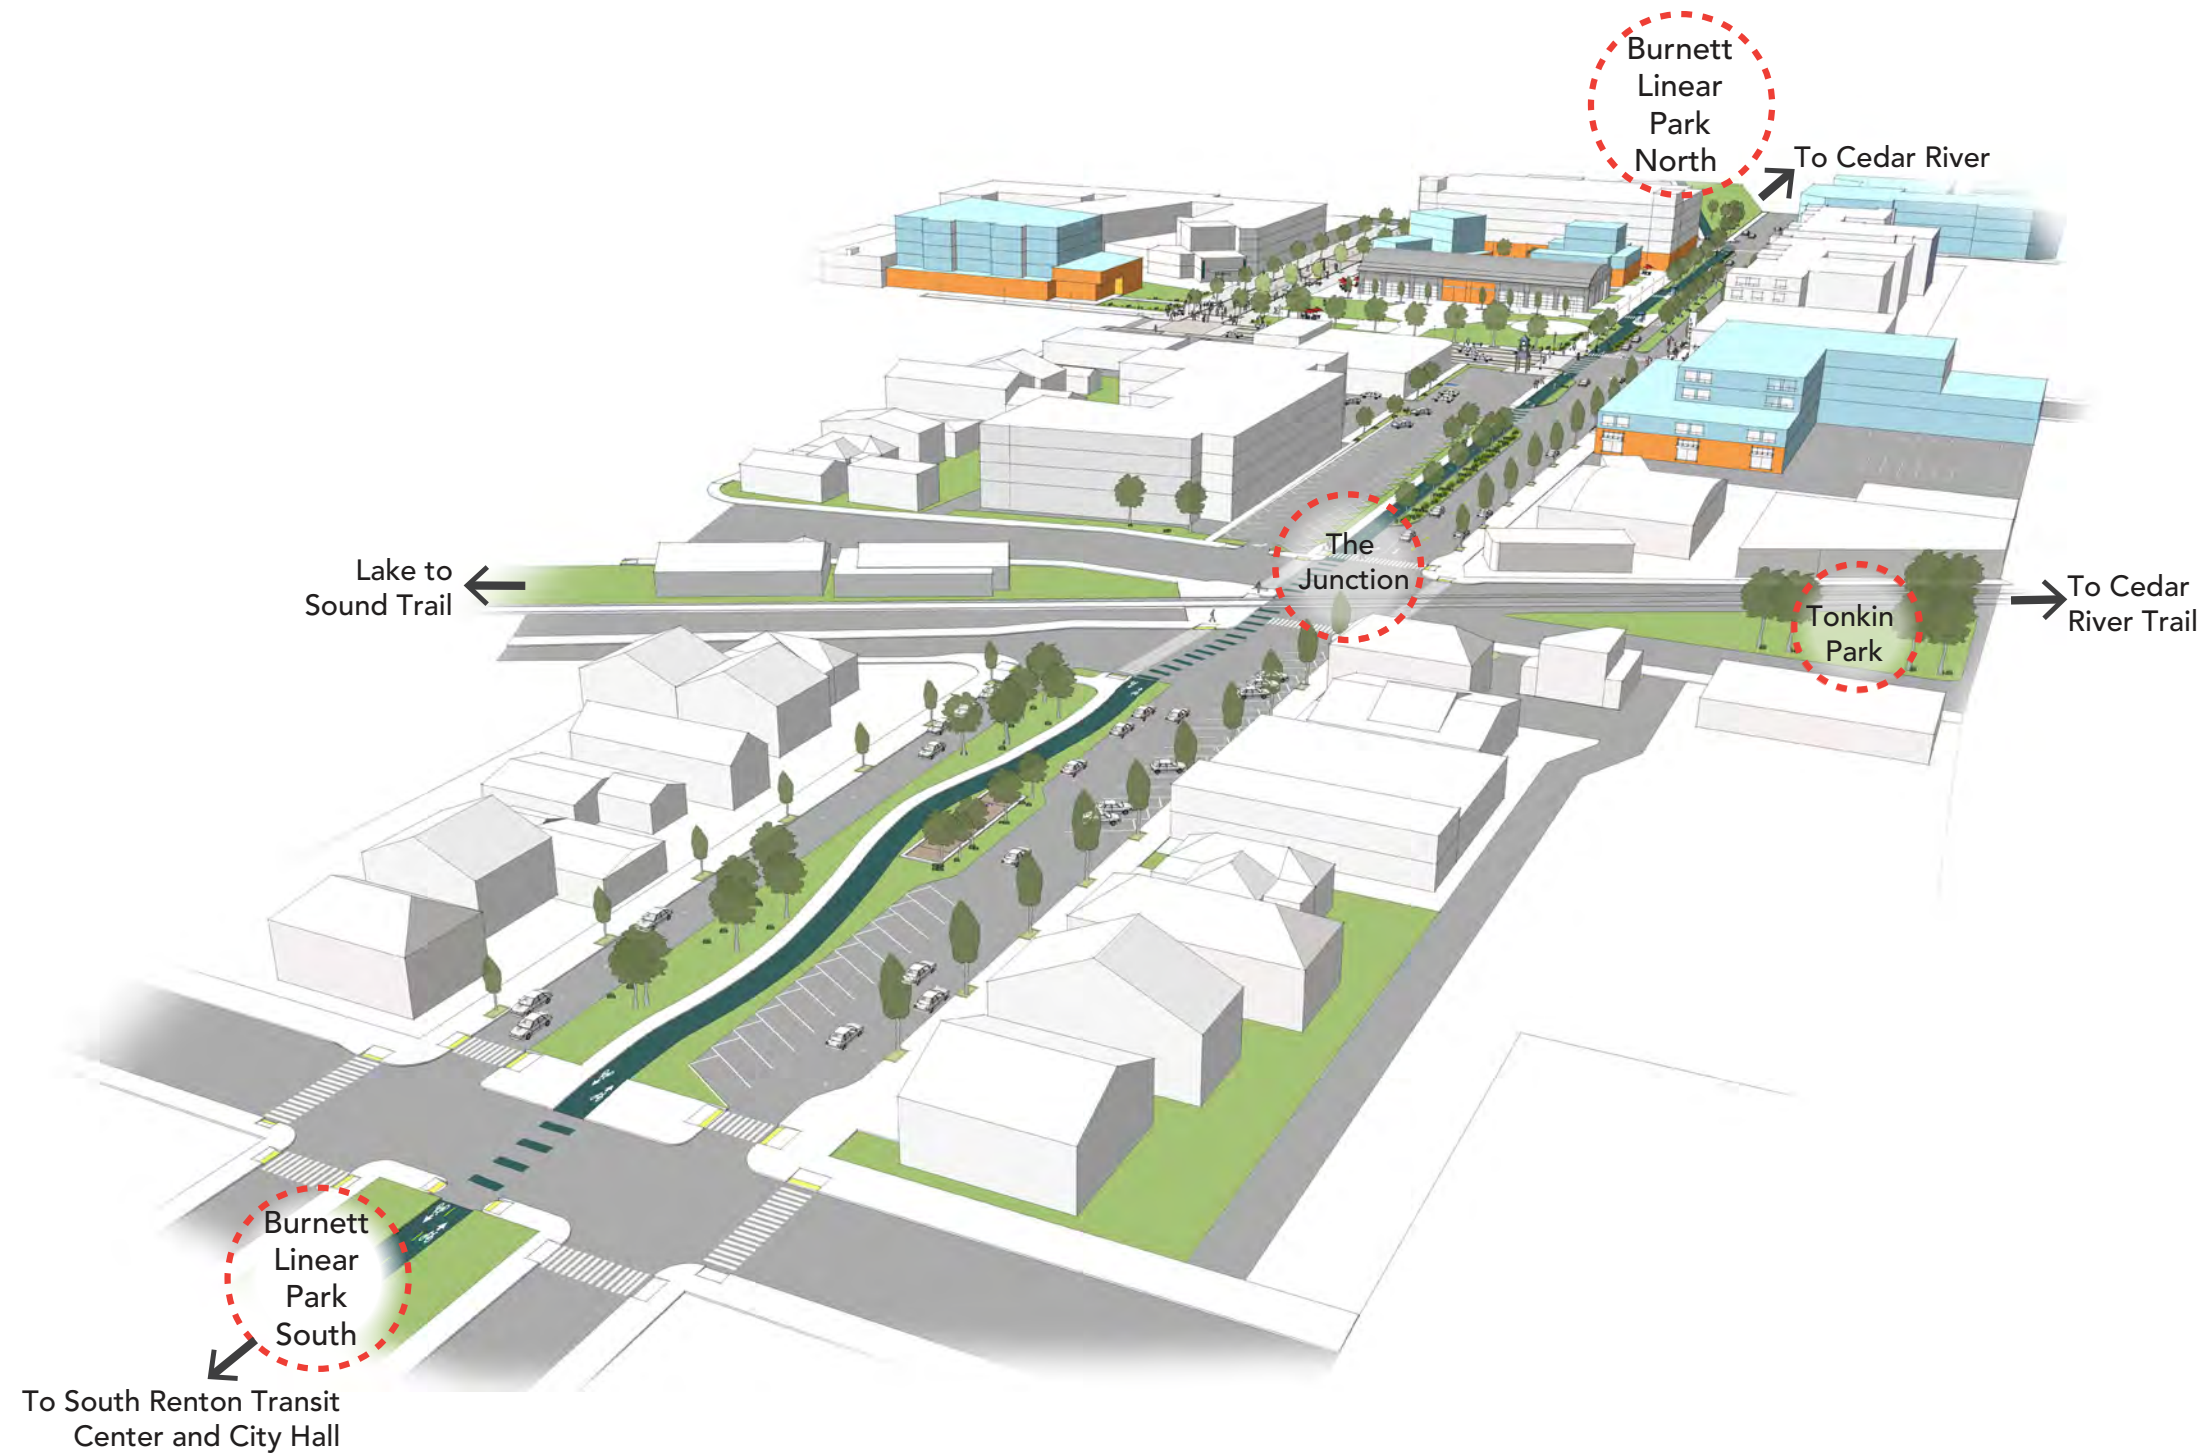 Burnett
Linear
Park
North
To Cedar River
The
Junction
Lake to
Sound Trail
To Cedar
River Trail
Tonkin
Park
Burnett
Linear
Park
South
To South Renton Transit
Center and City Hall